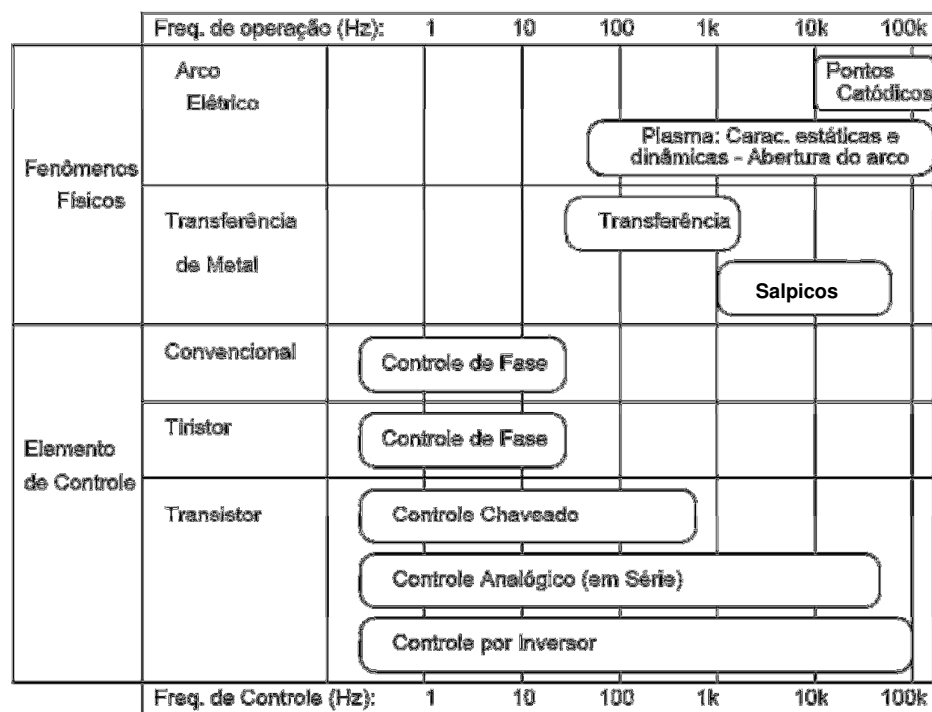 Freq. de operação (Hz): 1 10 100 1k 10k 100k
Fenômenos
Físicos
Arco
Elétrico
Pontos
Catódicos
Plasma: Carac. estáticas e
dinâmicas - Abertura do arco
Transferência
de Metal
Transferência
Salpicos
Elemento
de Controle
Convencional
Controle de Fase
Tiristor
Controle de Fase
Transistor
Controle Chaveado
Controle Analógico (em Série)
Controle por Inversor
Freq. de Controle (Hz): 1 10 100 1k 10k 100k